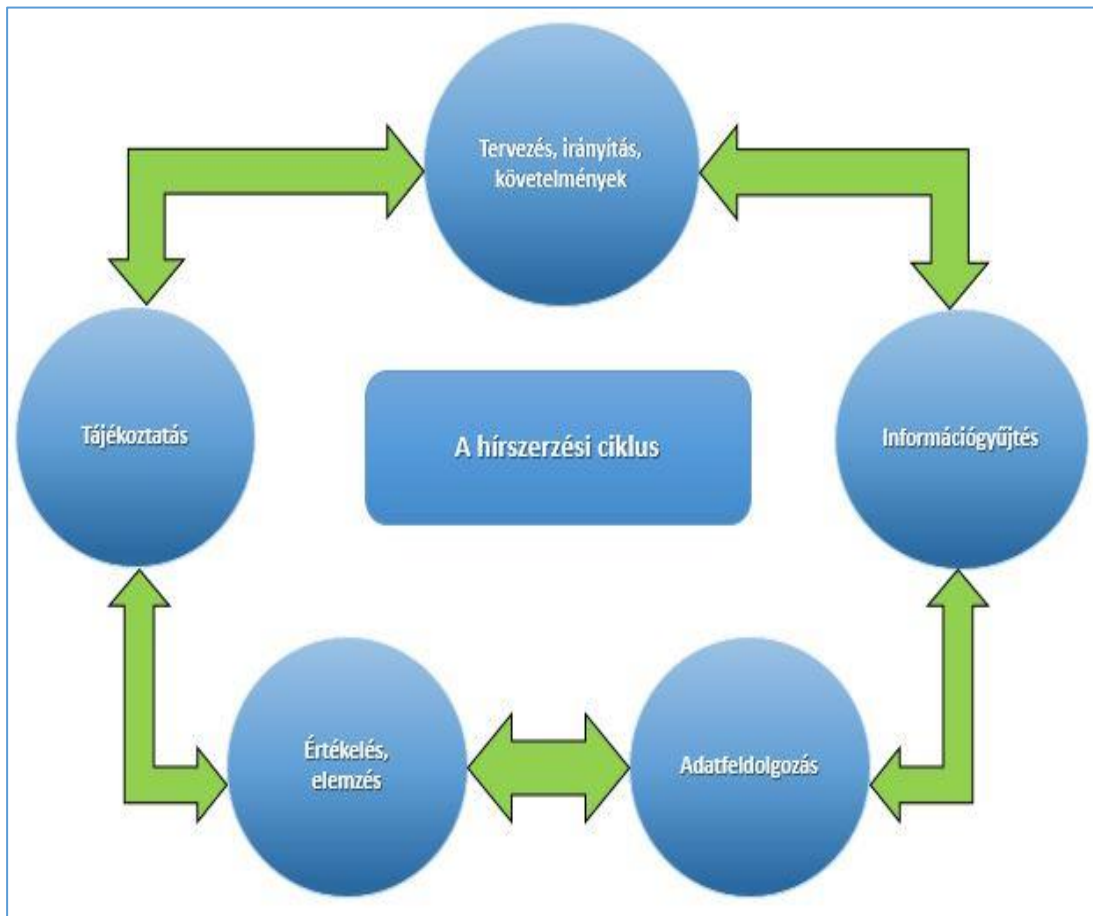 Tervezés, irányítás,
követelmények
Tájékoztatás
A hírszerzési ciklus
Információgyűjtés
Értékelés,
elemzés
Adatfeldolgozás